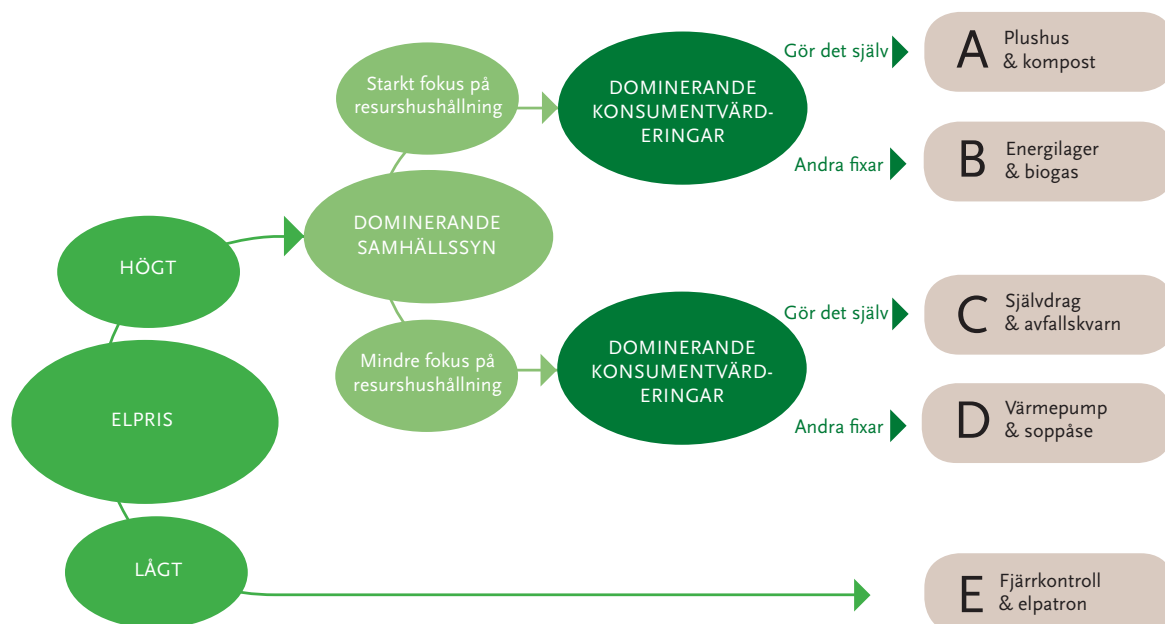 Starkt fokus på
resurshushållning
DOMINERANDE
KONSUMENTVÄRD-
ERINGAR
Gör det själv
A
Plushus
& kompost
Andra fixar
B
Energilager
& biogas
DOMINERANDE
SAMHÄLLSSYN
HÖGT
Mindre fokus på
resurshushållning
DOMINERANDE
KONSUMENTVÄRD-
ERINGAR
Gör det själv
C
Självdrag
& avfallskvarn
Andra fixar
D
Värmepump
& soppåse
ELPRIS
LÅGT
E
Fjärrkontroll
& elpatron